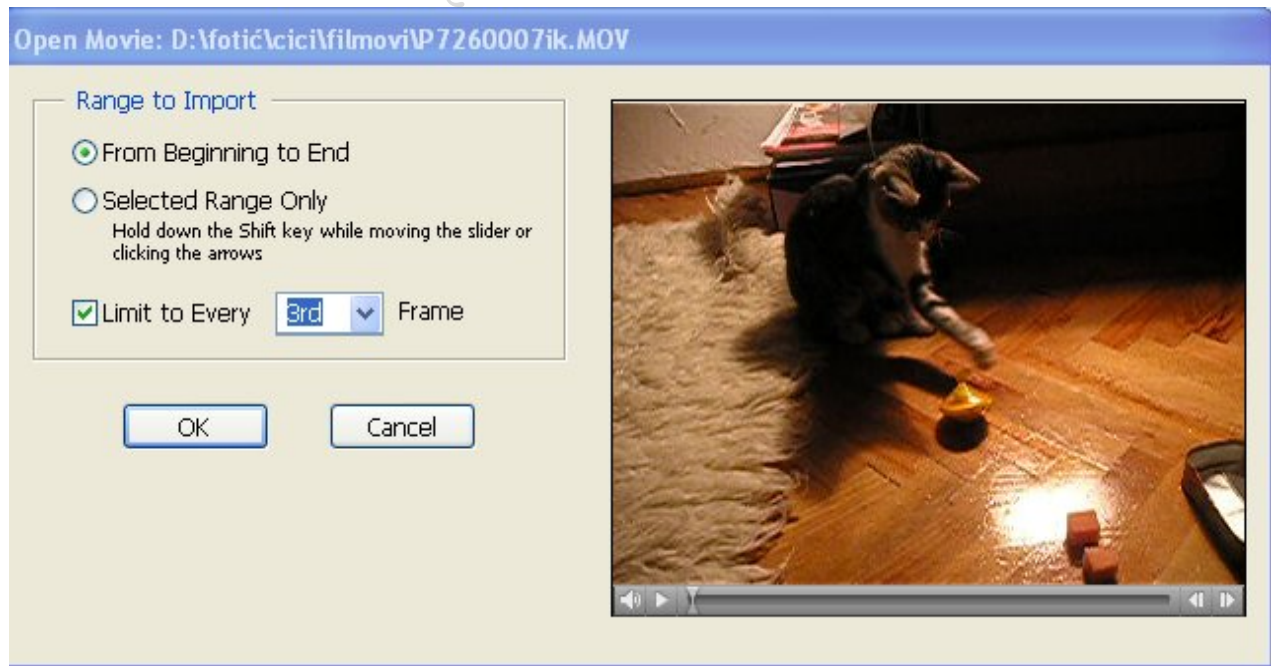 Open Movie: D:\fotić\cici\filmovi\P7260007ik.MOV
Range to Import
From Beginning to End
Selected Range Only
Hold down the Shift key while moving the slider or
clicking the arrows
Limit to Every 3rd Frame
OK Cancel